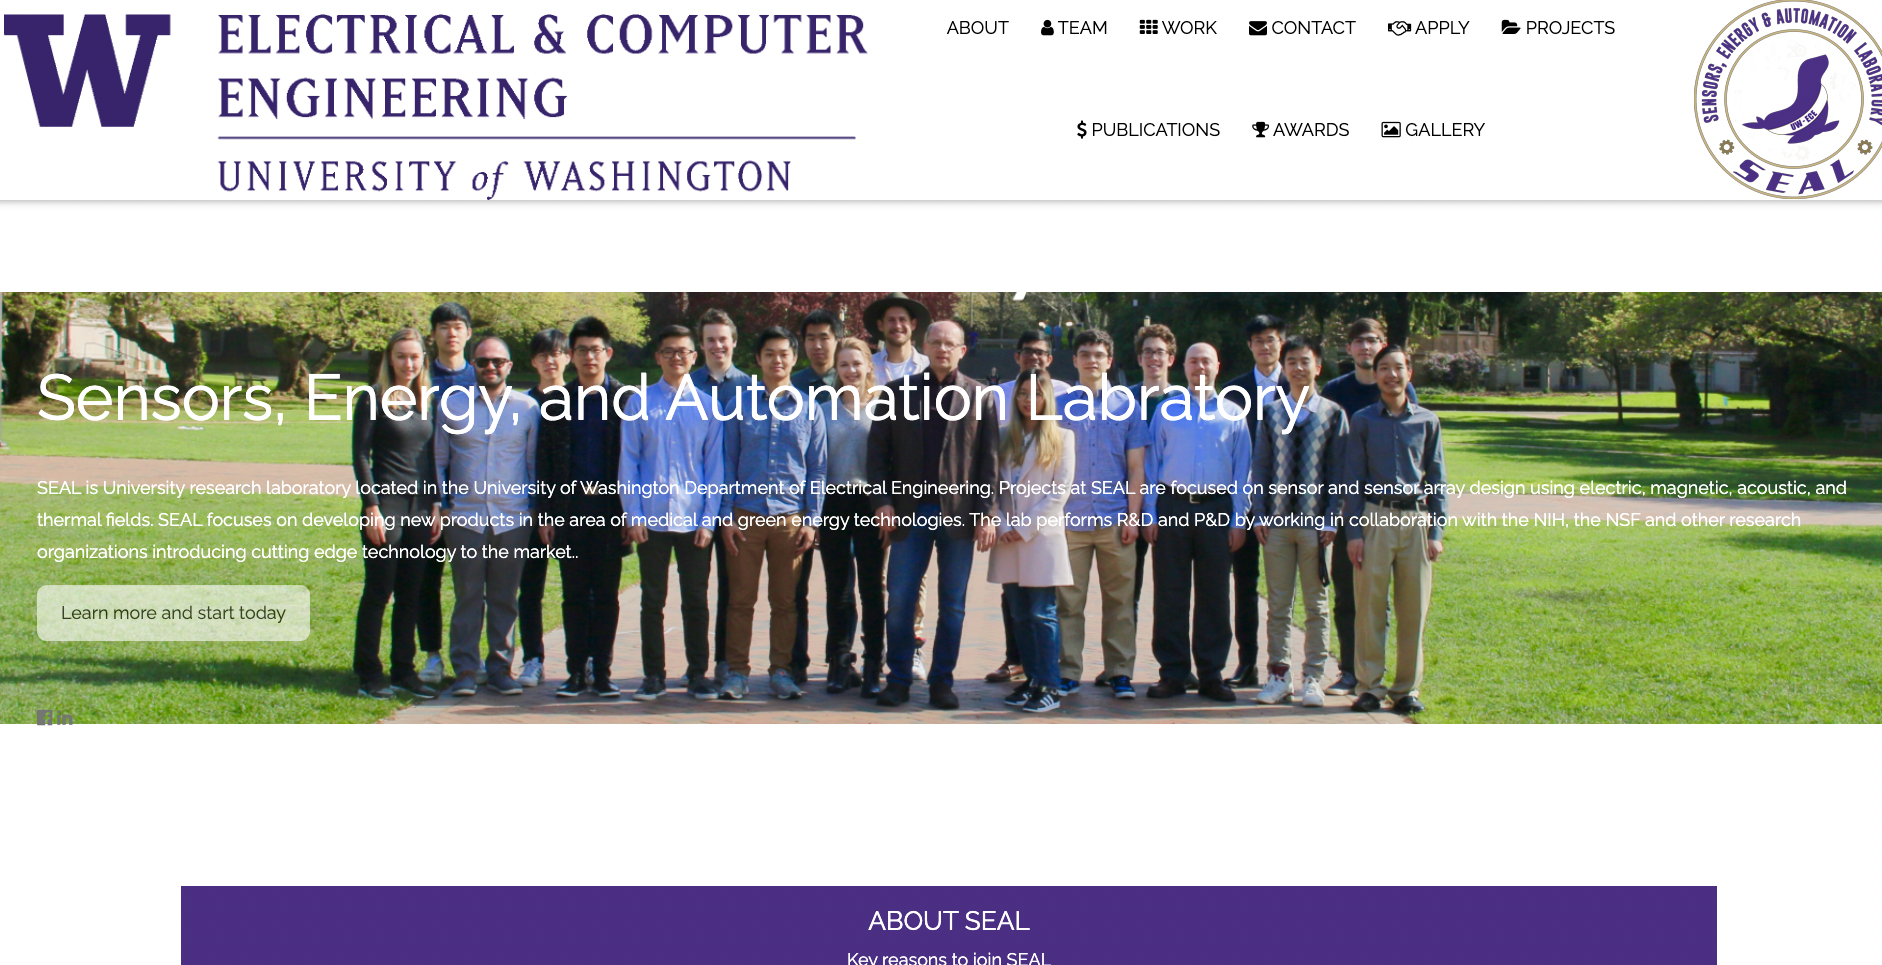 W
ELECTRICAL & COMPUTER
ENGINEERING
UNIVERSITY of WASHINGTON
ABOUT TEAM WORK CONTACT APPLY PROJECTS
PUBLICATIONS AWARDS GALLERY
SENSORS, ENERGY & AUTOMATION LABORATORY
UW-ECE
SEAL
Sensors, Energy, and Automation Labratory
SEAL is University research laboratory located in the University of Washington Department of Electrical Engineering. Projects at SEAL are focused on sensor and sensor array design using electric, magnetic, acoustic, and
thermal fields. SEAL focuses on developing new products in the area of medical and green energy technologies. The lab performs R&D and P&D by working in collaboration with the NIH, the NSF and other research
organizations introducing cutting edge technology to the market..
Learn more and start today
ABOUT SEAL
Key reasons to join SEAL